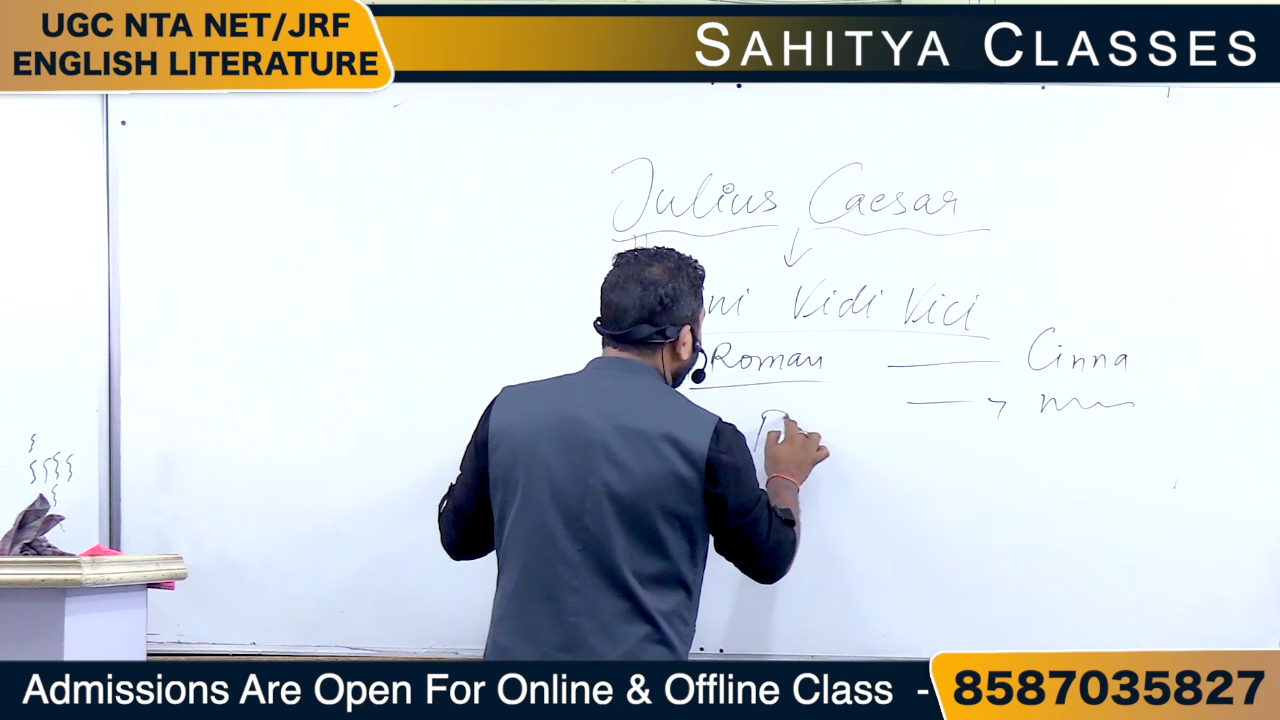 UGC NTA NET/JRF
ENGLISH LITERATURE
SAHITYA CLASSES
Julius Caesar
ni Vidi Vici
Roman Cinna
Admissions Are Open For Online & Offline Class - 8587035827